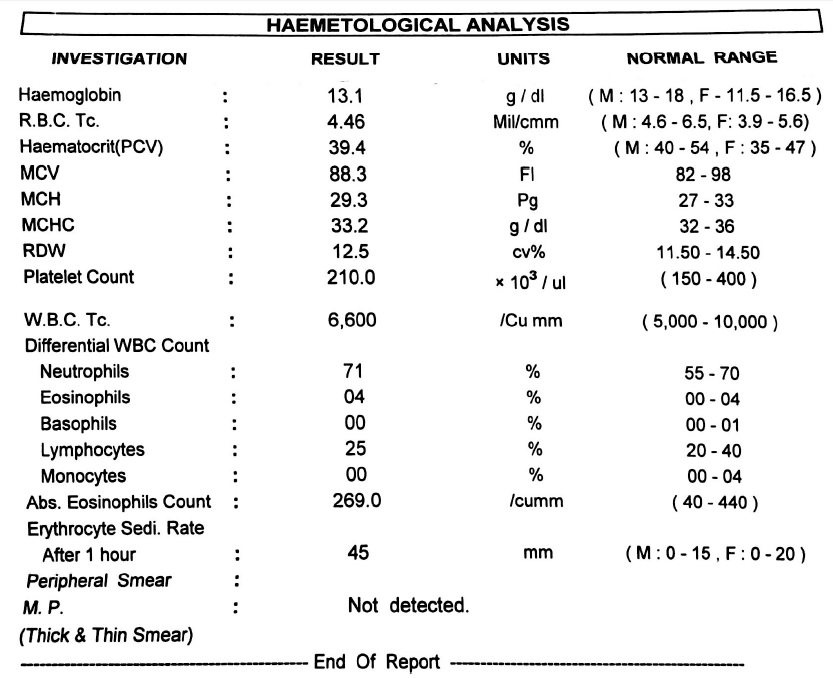 HAEMETOLOGICAL ANALYSIS
INVESTIGATION RESULT UNITS NORMAL RANGE
Haemoglobin : 13.1 g / dl ( M : 13 - 18 , F - 11.5 - 16.5 )
R.B.C. Tc. : 4.46 Mil/cmm ( M : 4.6 - 6.5, F: 3.9 - 5.6 )
Haematocrit(PCV) : 39.4 % ( M : 40 - 54 , F : 35 - 47 )
MCV : 88.3 Fl 82 - 98
MCH : 29.3 Pg 27 - 33
MCHC : 33.2 g / dl 32 - 36
RDW : 12.5 cv% 11.50 - 14.50
Platelet Count : 210.0 × 10³ / ul ( 150 - 400 )
W.B.C. Tc. : 6,600 /Cu mm ( 5,000 - 10,000 )
Differential WBC Count
Neutrophils : 71 % 55 - 70
Eosinophils : 04 % 00 - 04
Basophils : 00 % 00 - 01
Lymphocytes : 25 % 20 - 40
Monocytes : 00 % 00 - 04
Abs. Eosinophils Count : 269.0 /cumm ( 40 - 440 )
Erythrocyte Sedi. Rate
After 1 hour : 45 mm ( M : 0 - 15 , F : 0 - 20 )
Peripheral Smear :
M. P. : Not detected.
(Thick & Thin Smear)
End Of Report